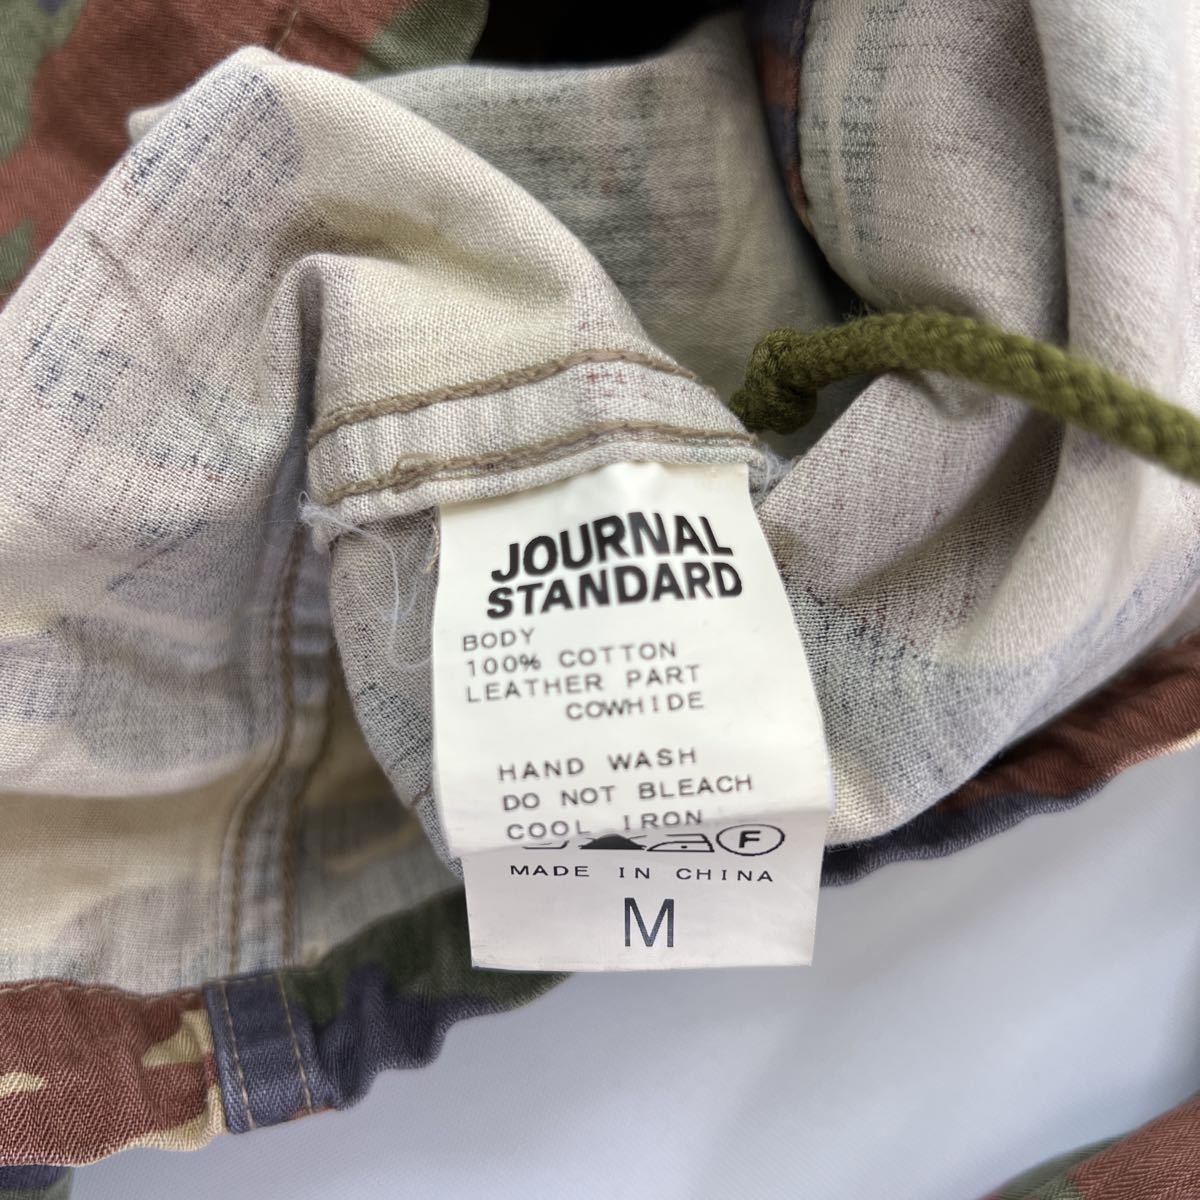 JOURNAL
STANDARD
BODY
100% COTTON
LEATHER PART
COWHIDE
HAND WASH
DO NOT BLEACH
COOL IRON
F
MADE IN CHINA
M